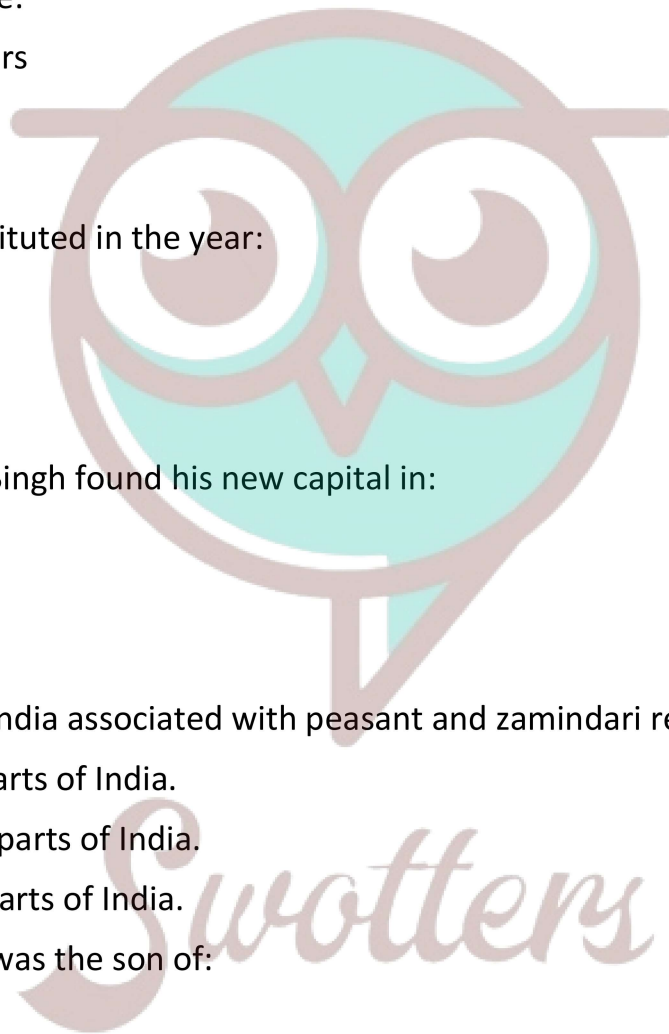 e:
rs
ituted in the year:
Singh found his new capital in:
ndia associated with peasant and zamindari re
arts of India.
parts of India.
arts of India.
was the son of:
Swotters